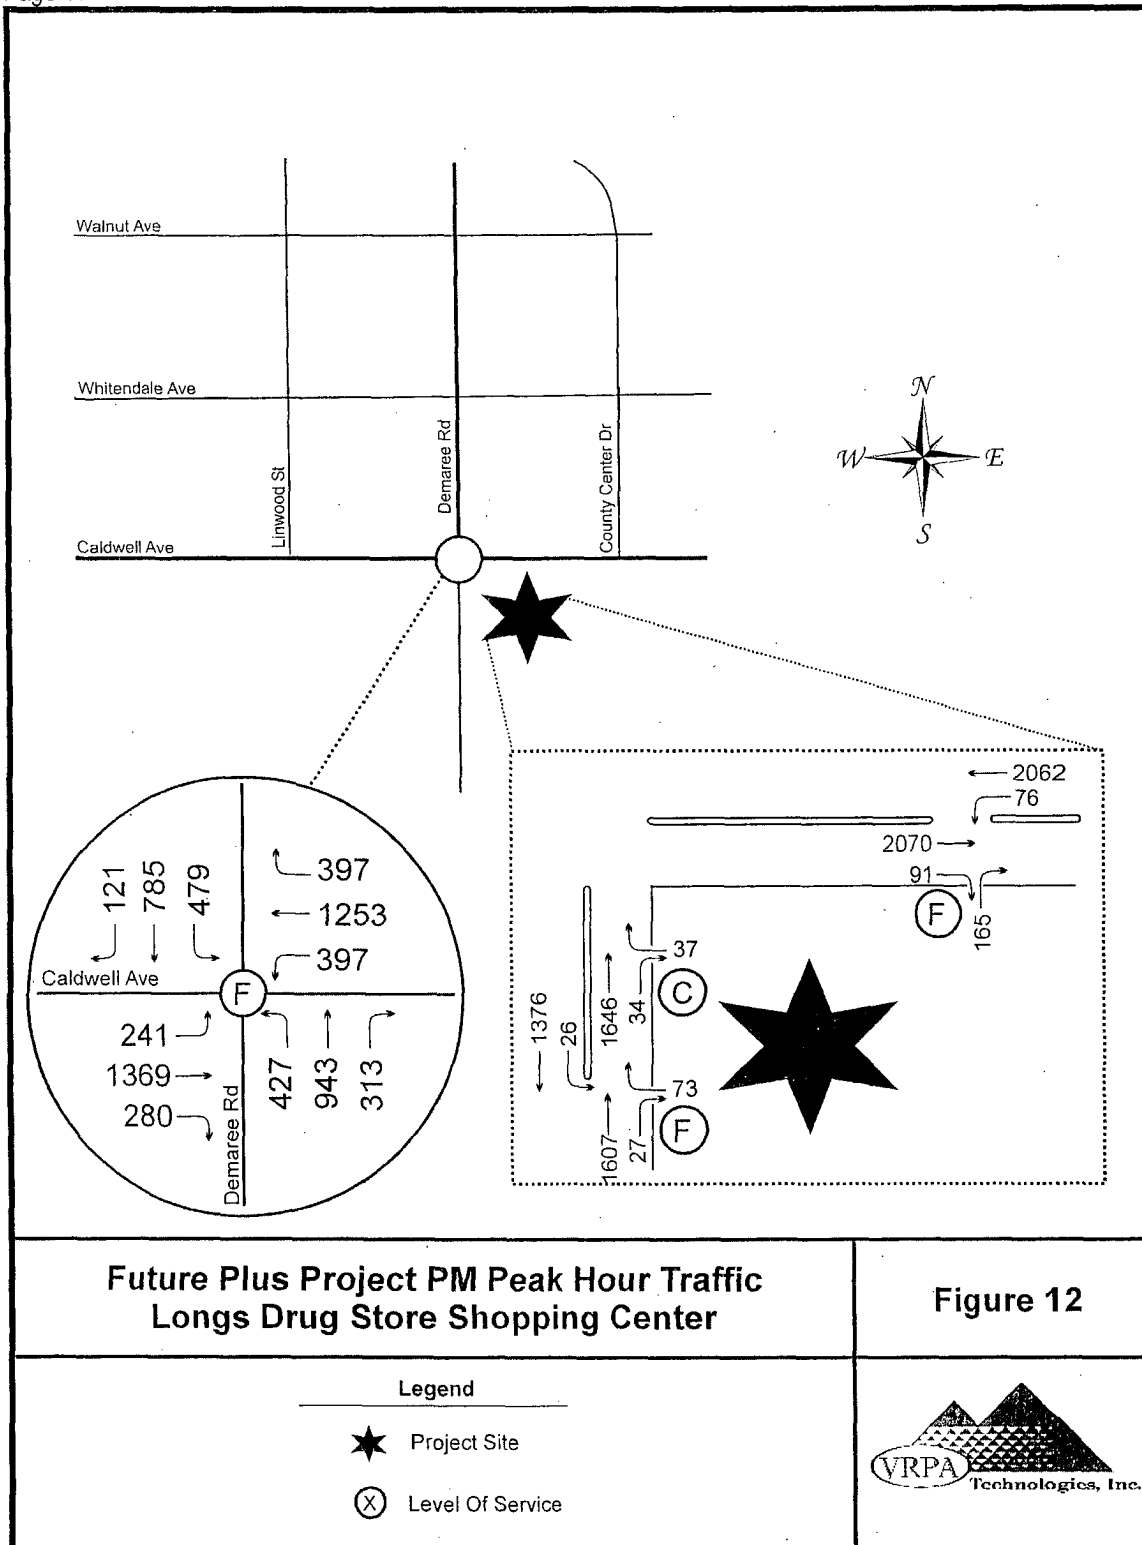 Walnut Ave
Whitendale Ave
Linwood St
Demaree Rd
County Center Dr
Caldwell Ave
N
W
E
S
121
785
479
397
1253
397
Caldwell Ave
F
241
1369
280
Demaree Rd
427
943
313
2062
76
2070
91
F
165
37
C
1376
26
1646
34
73
F
1607
27
Future Plus Project PM Peak Hour Traffic
Longs Drug Store Shopping Center
Figure 12
Legend
Project Site
X Level Of Service
VRPA
Technologies, Inc.